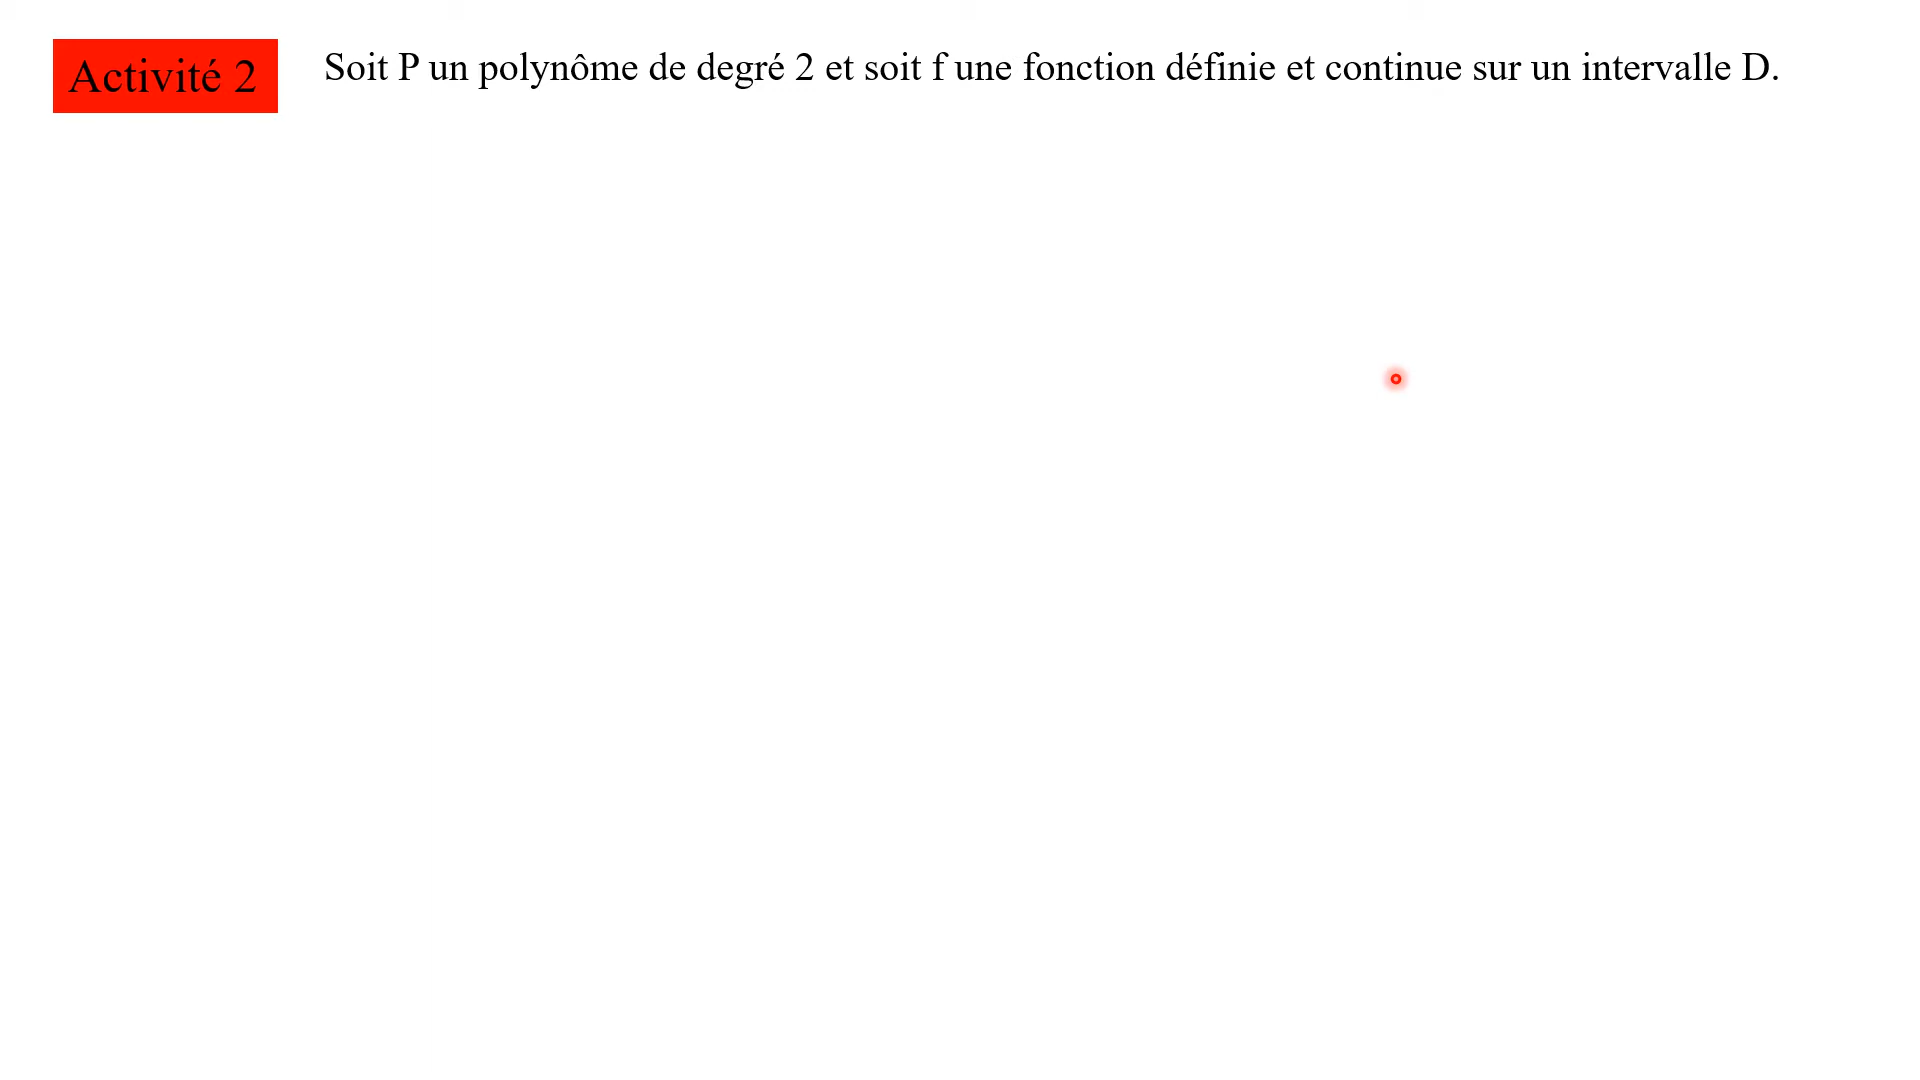 Activité 2
Soit P un polynôme de degré 2 et soit f une fonction définie et continue sur un intervalle D.